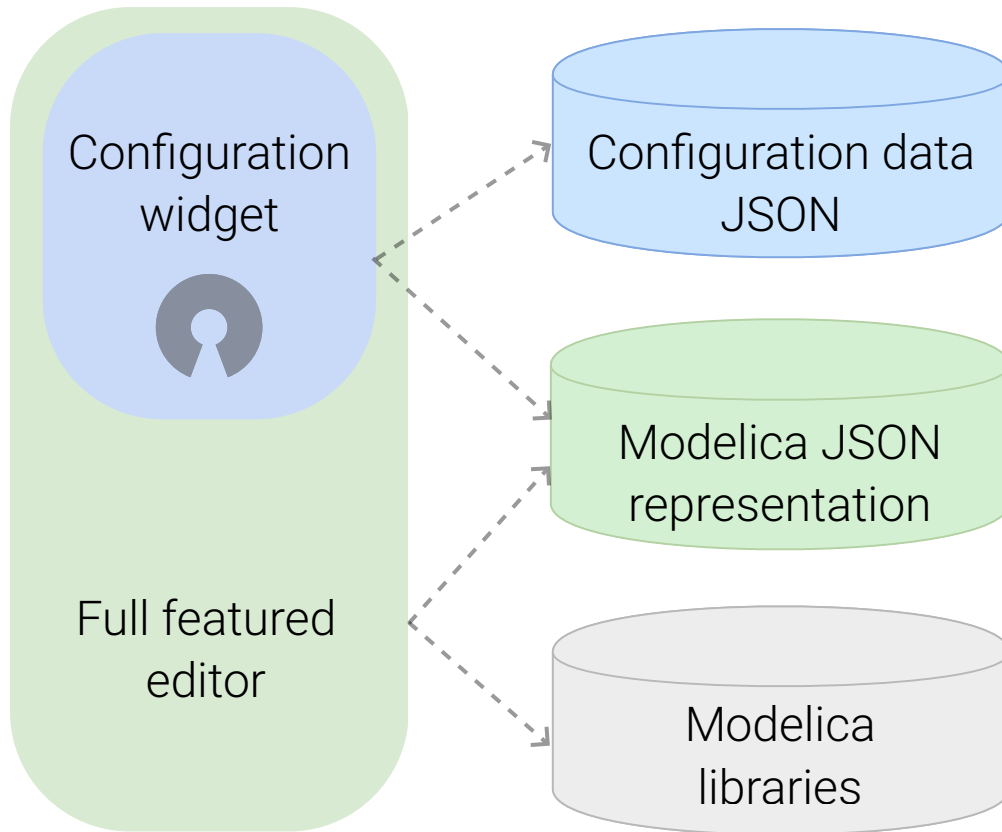 Configuration
widget
Full featured
editor
Configuration data
JSON
Modelica JSON
representation
Modelica
libraries